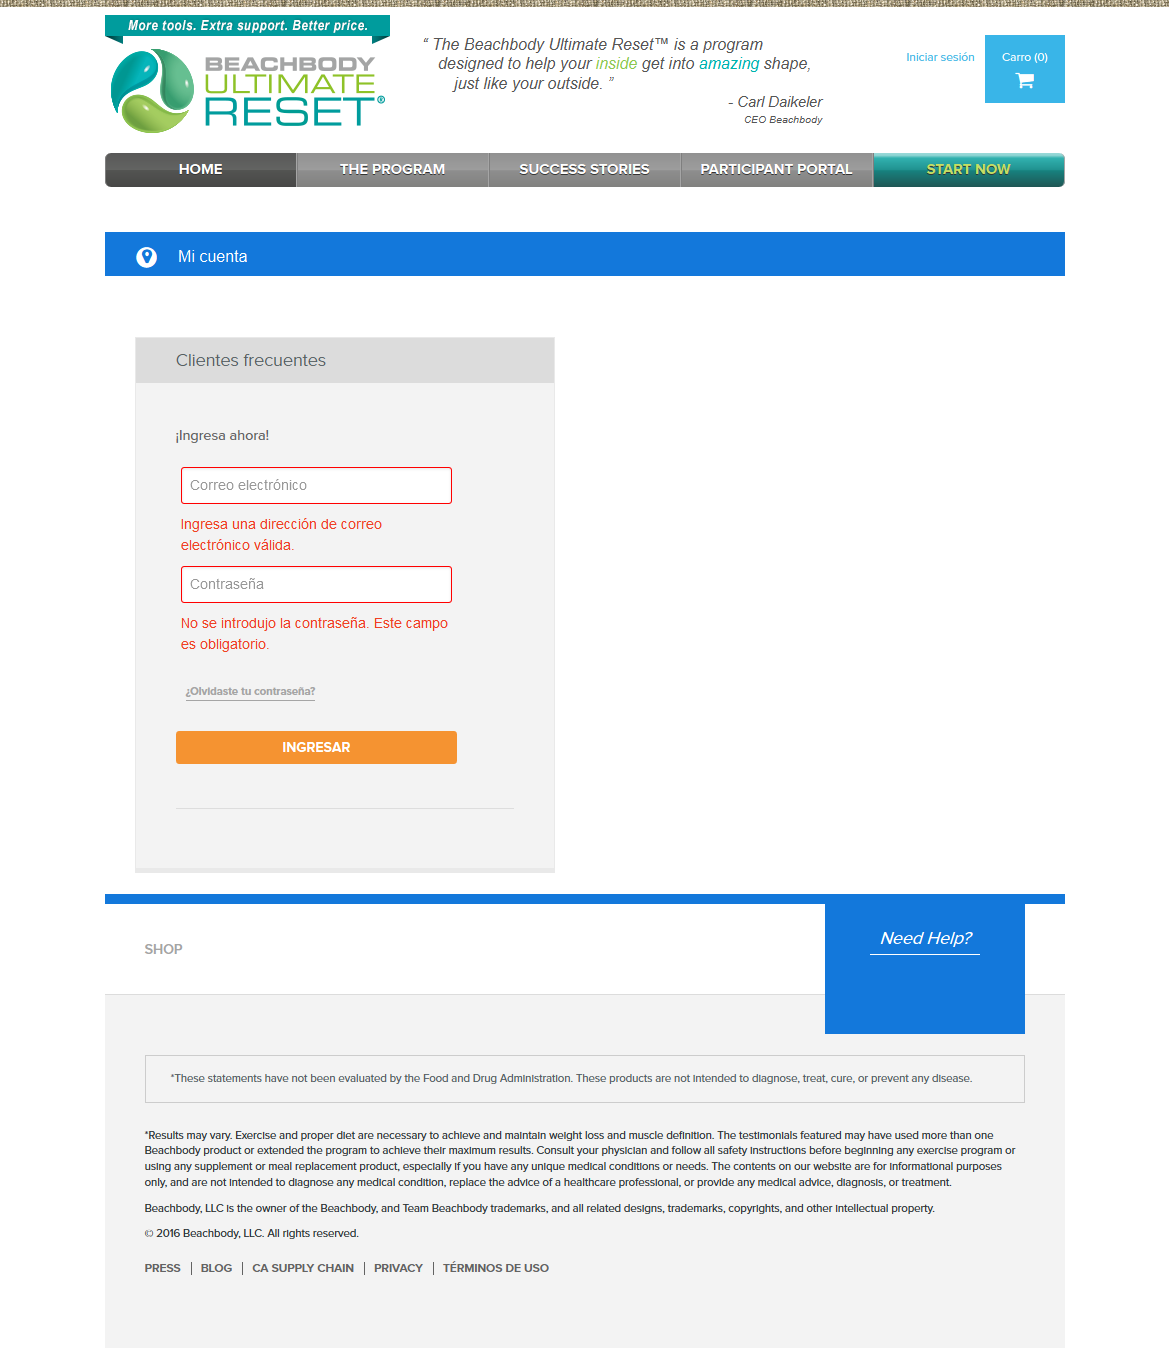 More tools. Extra support. Better price.
BEACHBODY
ULTIMATE
RESET®
“ The Beachbody Ultimate Reset™ is a program
designed to help your inside get into amazing shape,
just like your outside. ”
- Carl Daikeler
CEO Beachbody
Iniciar sesión
Carro (0)
HOME
THE PROGRAM
SUCCESS STORIES
PARTICIPANT PORTAL
START NOW
Mi cuenta
Clientes frecuentes
¡Ingresa ahora!
Correo electrónico
Ingresa una dirección de correo
electrónico válida.
Contraseña
No se introdujo la contraseña. Este campo
es obligatorio.
¿Olvidaste tu contraseña?
INGRESAR
SHOP
Need Help?
*These statements have not been evaluated by the Food and Drug Administration. These products are not intended to diagnose, treat, cure, or prevent any disease.
*Results may vary. Exercise and proper diet are necessary to achieve and maintain weight loss and muscle definition. The testimonials featured may have used more than one
Beachbody product or extended the program to achieve their maximum results. Consult your physician and follow all safety instructions before beginning any exercise program or
using any supplement or meal replacement product, especially if you have any unique medical conditions or needs. The contents on our website are for informational purposes
only, and are not intended to diagnose any medical condition, replace the advice of a healthcare professional, or provide any medical advice, diagnosis, or treatment.
Beachbody, LLC is the owner of the Beachbody, and Team Beachbody trademarks, and all related designs, trademarks, copyrights, and other intellectual property.
© 2016 Beachbody, LLC. All rights reserved.
PRESS | BLOG | CA SUPPLY CHAIN | PRIVACY | TÉRMINOS DE USO